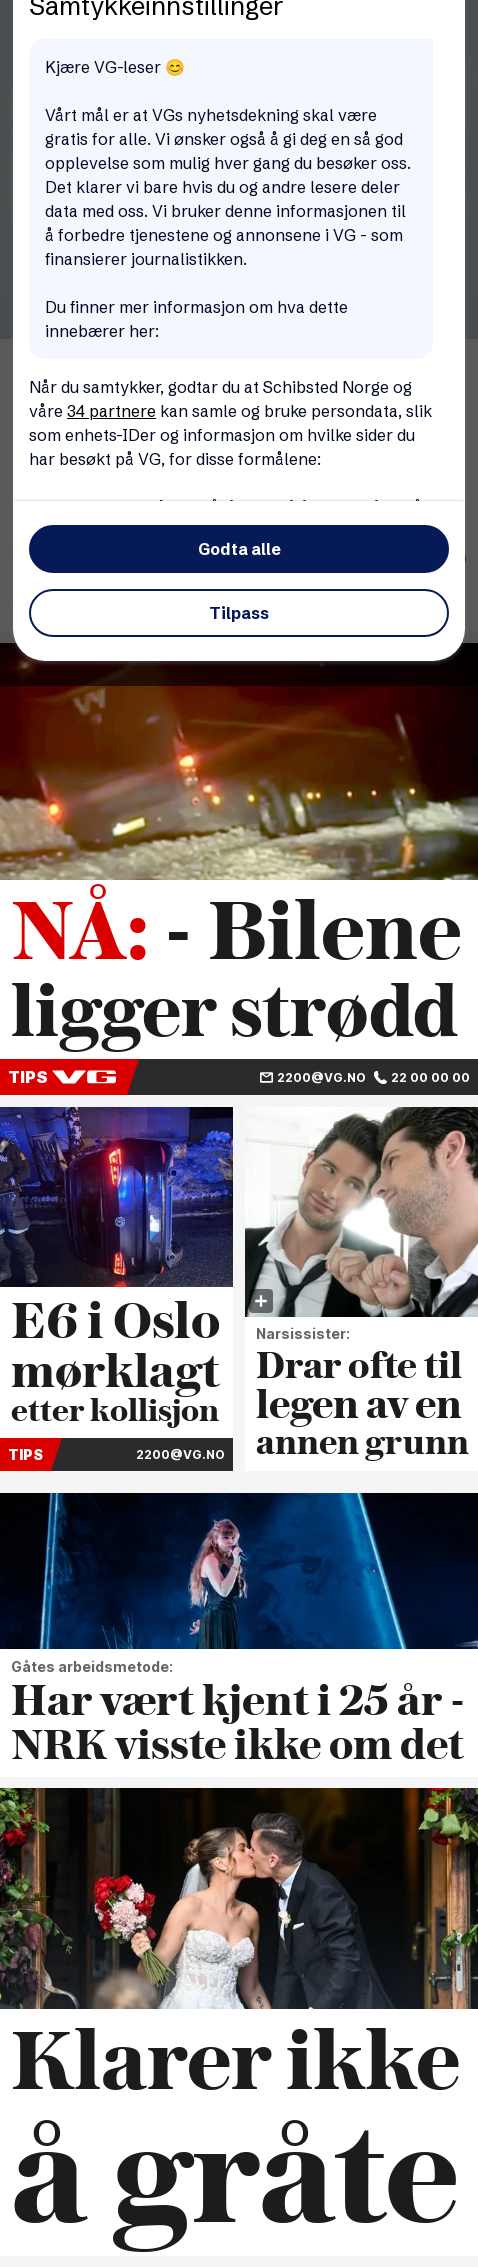 Samtykkeinnstillinger
Kjære VG-leser 😊
Vårt mål er at VGs nyhetsdekning skal være
gratis for alle. Vi ønsker også å gi deg en så god
opplevelse som mulig hver gang du besøker oss.
Det klarer vi bare hvis du og andre lesere deler
data med oss. Vi bruker denne informasjonen til
å forbedre tjenestene og annonsene i VG - som
finansierer journalistikken.
Du finner mer informasjon om hva dette
innebærer her:
Når du samtykker, godtar du at Schibsted Norge og
våre 34 partnere kan samle og bruke persondata, slik
som enhets-IDer og informasjon om hvilke sider du
har besøkt på VG, for disse formålene:
Godta alle
Tilpass
NÅ: - Bilene
ligger strødd
TIPS VG 2200@VG.NO 22 00 00 00
E6 i Oslo
mørklagt
etter kollisjon
TIPS 2200@VG.NO
Narsissister:
Drar ofte til
legen av en
annen grunn
Gåtes arbeidsmetode:
Har vært kjent i 25 år -
NRK visste ikke om det
Klarer ikke
å gråte